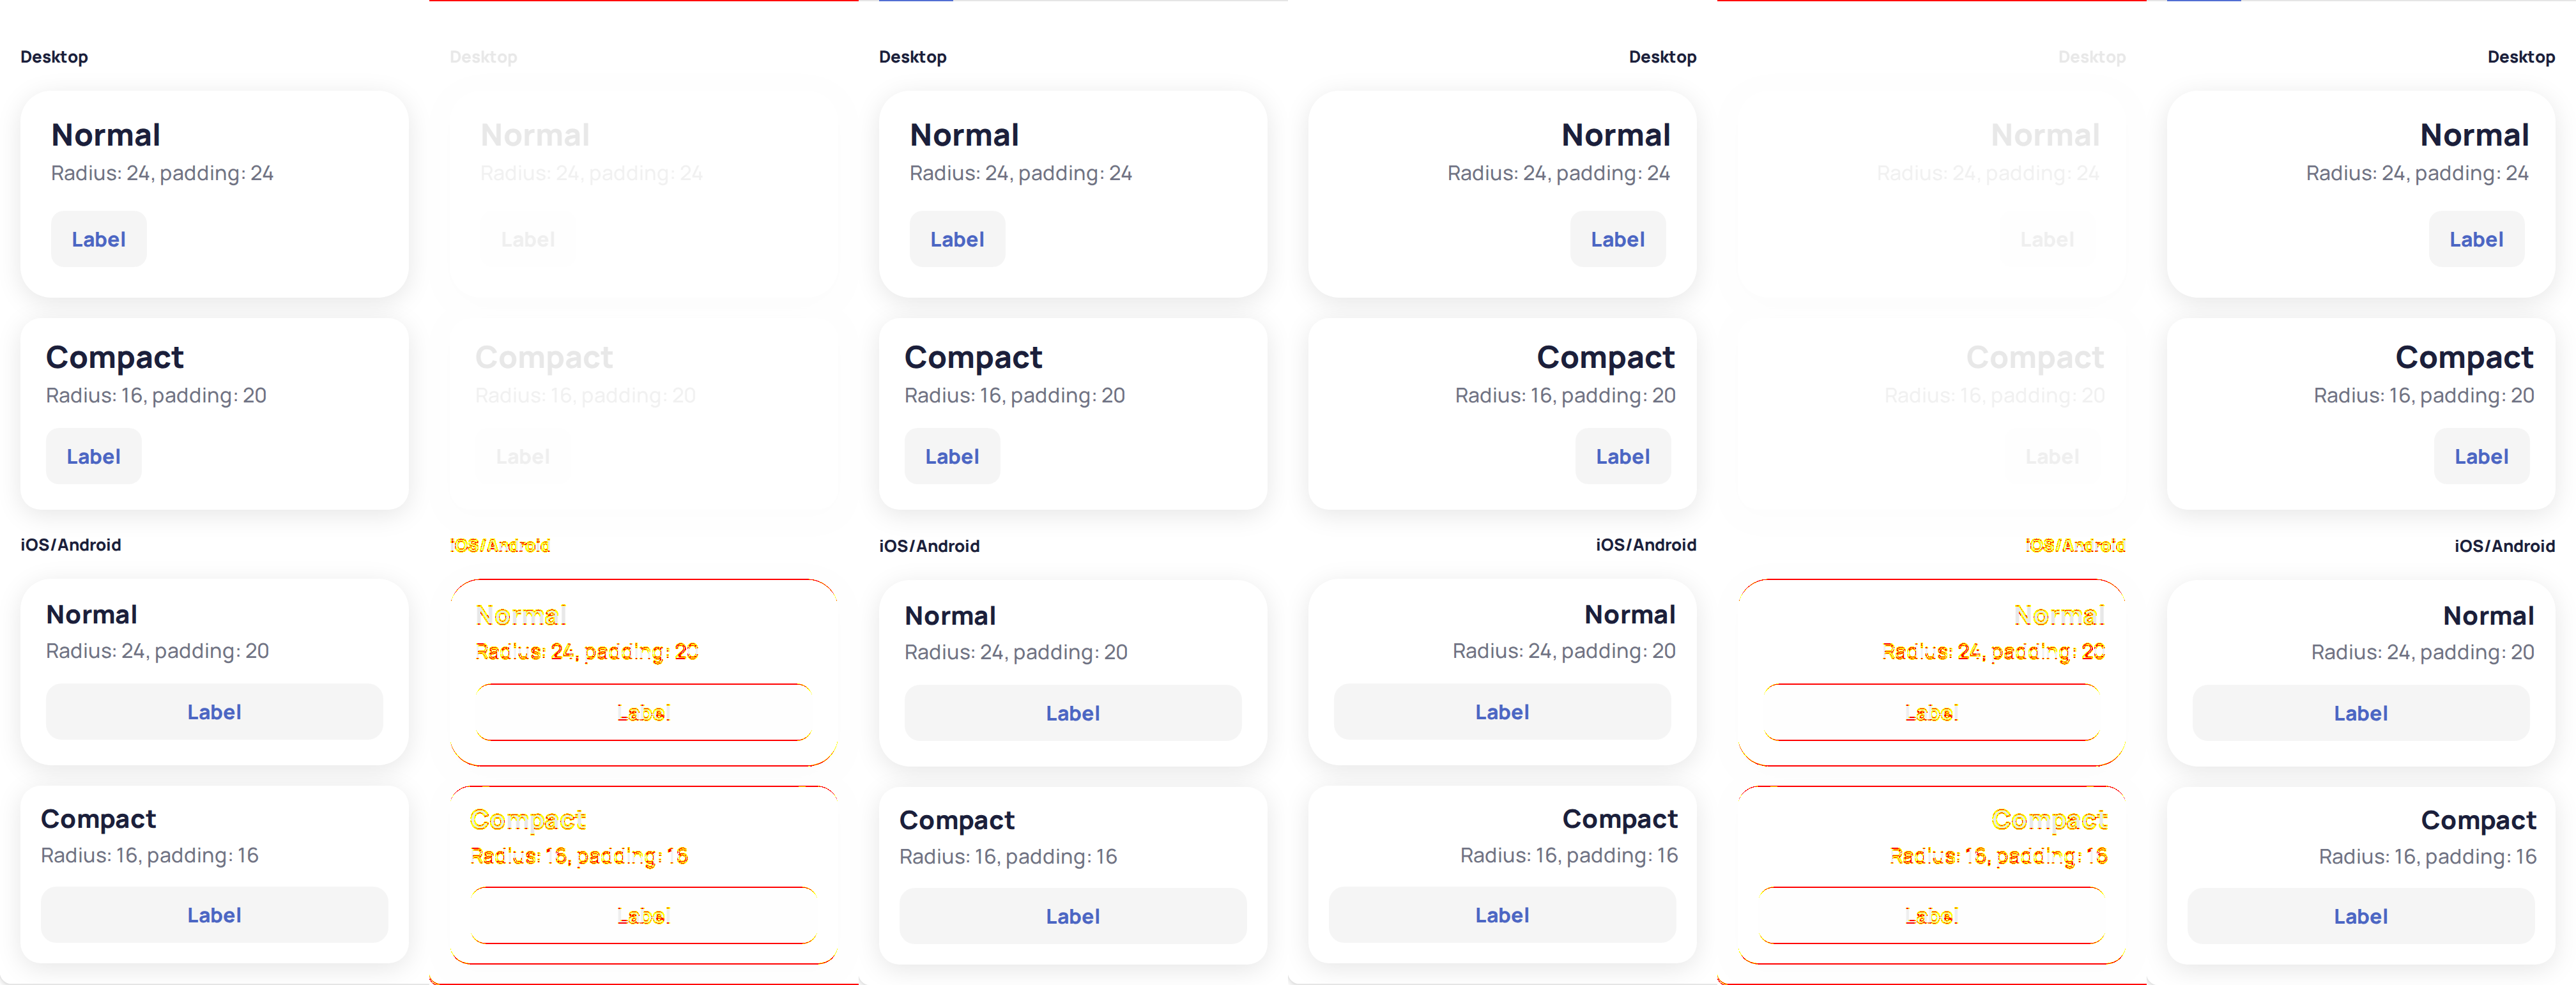 Desktop
Normal
Radius: 24, padding: 24
Label
Compact
Radius: 16, padding: 20
Label
iOS/Android
Normal
Radius: 24, padding: 20
Label
Compact
Radius: 16, padding: 16
Label
Desktop
Normal
Radius: 24, padding: 24
Label
Compact
Radius: 16, padding: 20
Label
iOS/Android
Normal
Radius: 24, padding: 20
Label
Compact
Radius: 16, padding: 16
Label
Desktop
Normal
Radius: 24, padding: 24
Label
Compact
Radius: 16, padding: 20
Label
iOS/Android
Normal
Radius: 24, padding: 20
Label
Compact
Radius: 16, padding: 16
Label
Desktop
Normal
Radius: 24, padding: 24
Label
Compact
Radius: 16, padding: 20
Label
iOS/Android
Normal
Radius: 24, padding: 20
Label
Compact
Radius: 16, padding: 16
Label
Desktop
Normal
Radius: 24, padding: 24
Label
Compact
Radius: 16, padding: 20
Label
iOS/Android
Normal
Radius: 24, padding: 20
Label
Compact
Radius: 16, padding: 16
Label
Desktop
Normal
Radius: 24, padding: 24
Label
Compact
Radius: 16, padding: 20
Label
iOS/Android
Normal
Radius: 24, padding: 20
Label
Compact
Radius: 16, padding: 16
Label